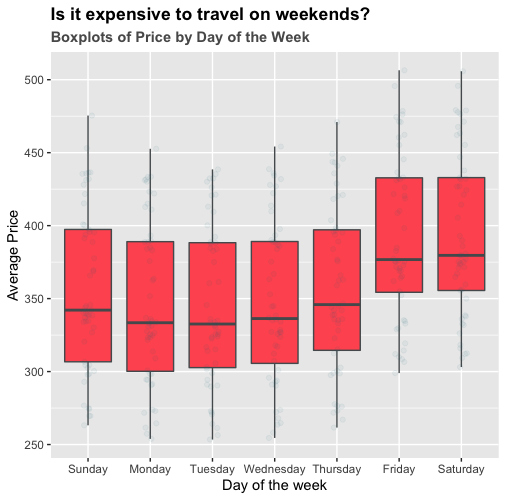 Is it expensive to travel on weekends?
Boxplots of Price by Day of the Week
500
450
400
350
300
250
Average Price
Sunday Monday Tuesday Wednesday Thursday Friday Saturday
Day of the week